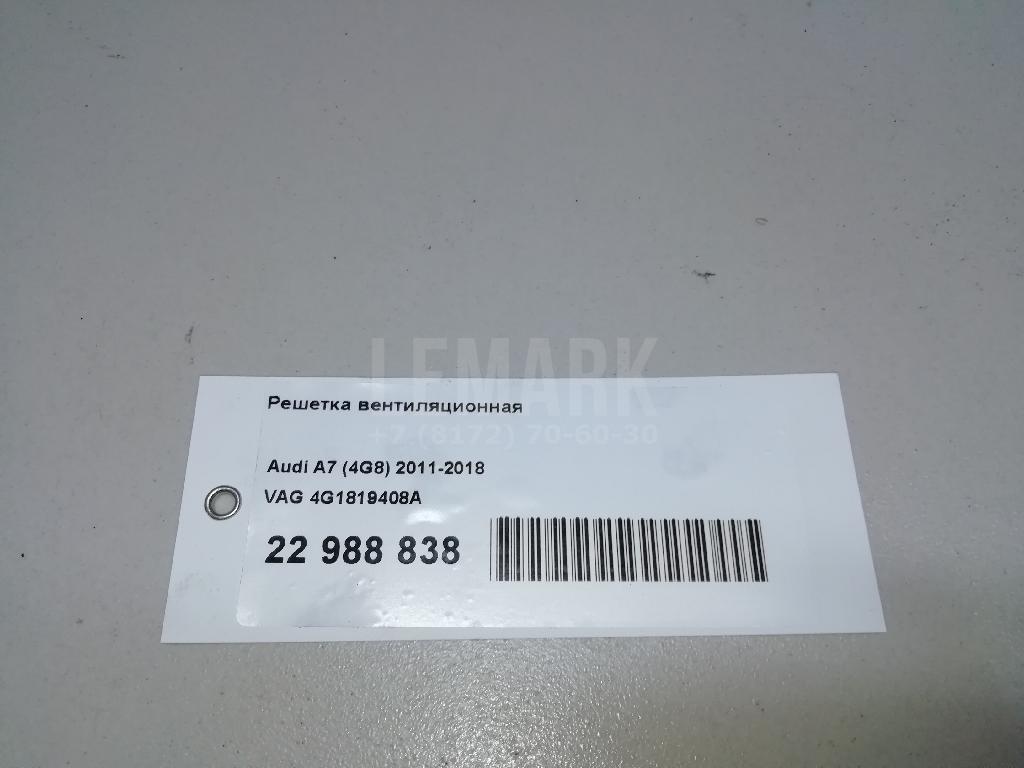 LEMARK
Решетка вентиляционная
+7 (8172) 70-60-30
Audi A7 (4G8) 2011-2018
VAG 4G1819408A
22 988 838